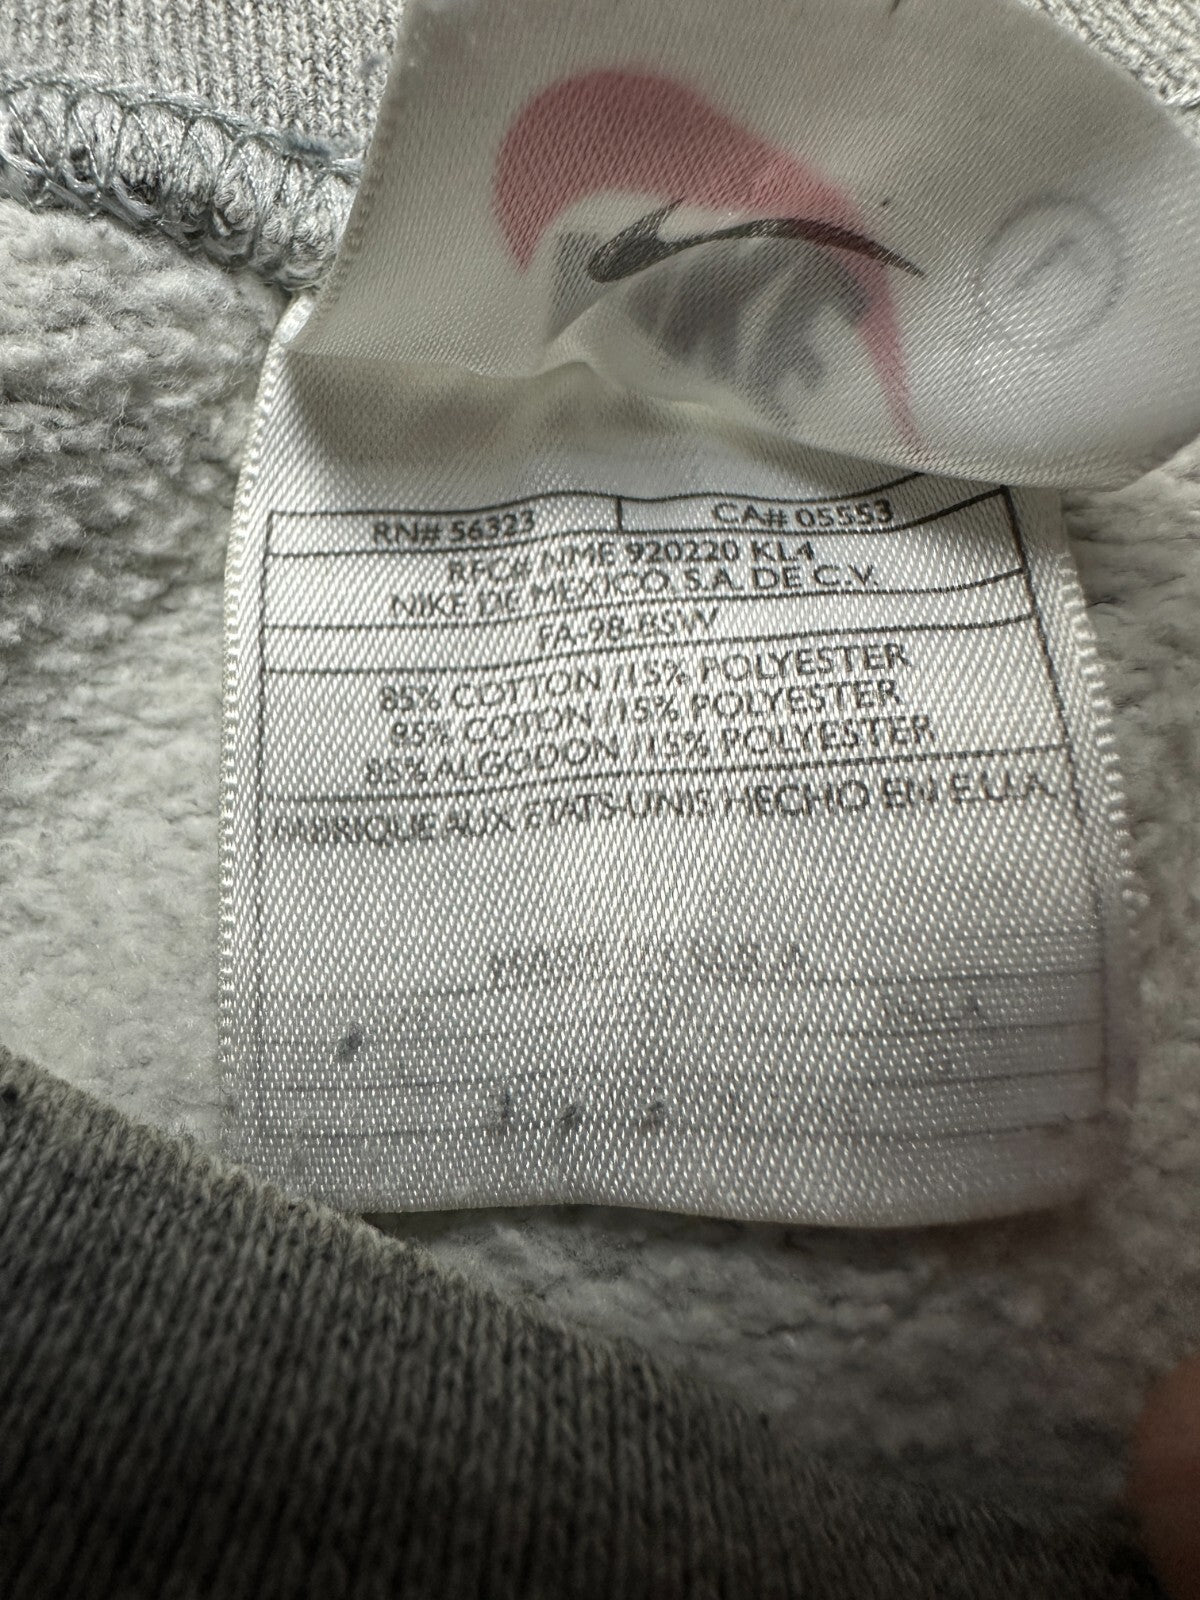 RN# 56323 CA# 05553
RFC# NME 920220 KL4
NIKE DE MEXICO S.A. DE C.V.
FA-98-BSW
85% COTTON /15% POLYESTER
85% COTON /15% POLYESTER
85% ALGODON /15% POLYESTER
FABRIQUE AUX ETATS-UNIS HECHO EN E.U.A.